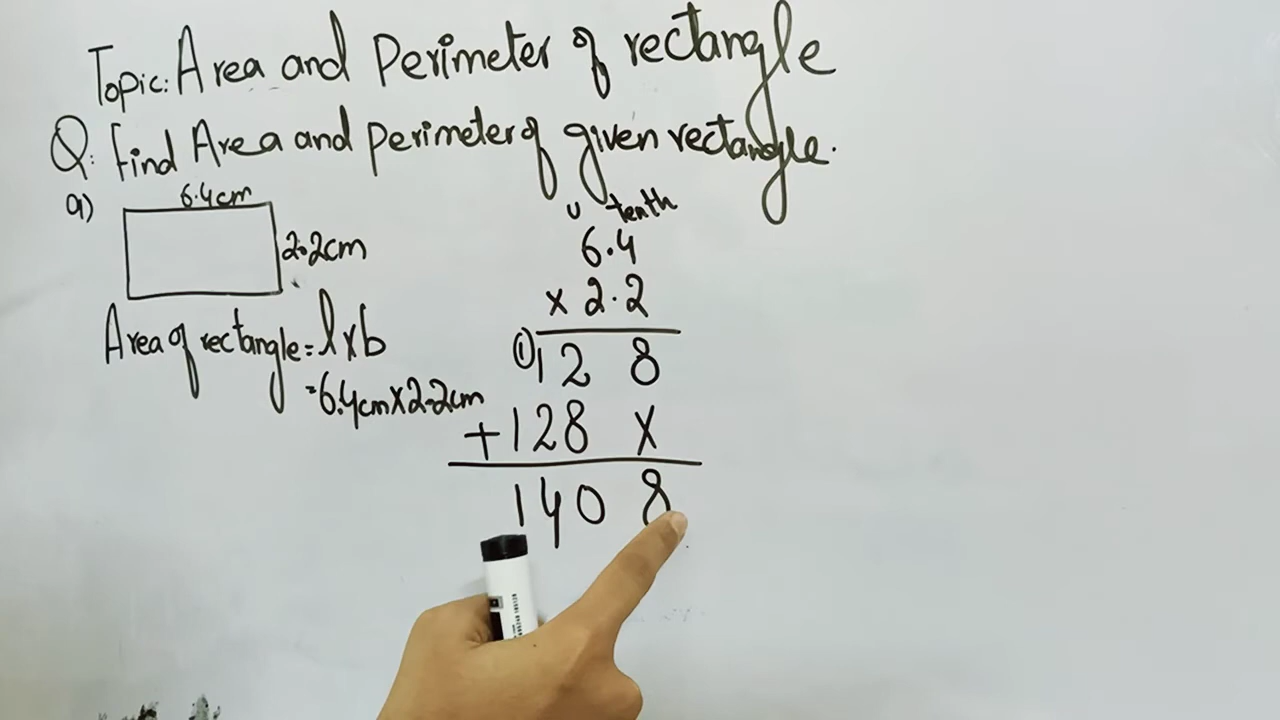 Topic: Area and Perimeter of rectangle
Q: Find Area and perimeter of given rectangle.
a)
6.4cm
2.2cm
Area of rectangle = l x b
= 6.4cm x 2.2cm
U tenth
6.4
x 2.2
① 12 8
+ 128 x
140 8